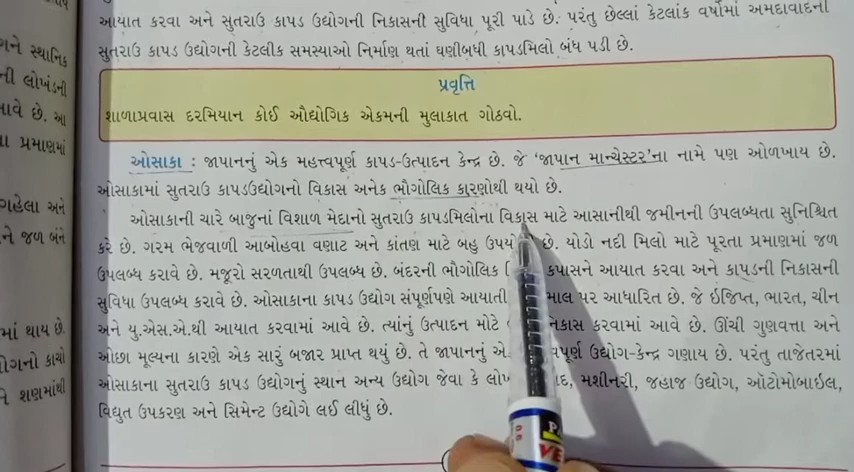 આયાત કરવા અને સુતરાઉ કાપડ ઉદ્યોગની નિકાસની સુવિધા પૂરી પાડે છે. પરંતુ છેલ્લાં કેટલાંક વર્ષોમાં અમદાવાદની
સુતરાઉ કાપડ ઉદ્યોગની કેટલીક સમસ્યાઓ નિર્માણ થતાં ઘણીબધી કાપડમિલો બંધ પડી છે.
પ્રવૃત્તિ
શાળાપ્રવાસ દરમિયાન કોઈ ઔદ્યોગિક એકમની મુલાકાત ગોઠવો.
ઓસાકા : જાપાનનું એક મહત્ત્વપૂર્ણ કાપડ-ઉત્પાદન કેન્દ્ર છે. જે ‘જાપાન માન્ચેસ્ટર’ના નામે પણ ઓળખાય છે.
ઓસાકામાં સુતરાઉ કાપડઉદ્યોગનો વિકાસ અનેક ભૌગોલિક કારણોથી થયો છે.
ઓસાકાની ચારે બાજુનાં વિશાળ મેદાનો સુતરાઉ કાપડમિલોના વિકાસ માટે આસાનીથી જમીનની ઉપલબ્ધતા સુનિશ્ચિત
કરે છે. ગરમ ભેજવાળી આબોહવા વણાટ અને કાંતણ માટે બહુ ઉપયો છે. યોડો નદી મિલો માટે પૂરતા પ્રમાણમાં જળ
ઉપલબ્ધ કરાવે છે. મજૂરો સરળતાથી ઉપલબ્ધ છે. બંદરની ભૌગોલિક કપાસને આયાત કરવા અને કાપડની નિકાસની
સુવિધા ઉપલબ્ધ કરાવે છે. ઓસાકાના કાપડ ઉદ્યોગ સંપૂર્ણપણે આયાતી માલ પર આધારિત છે. જે ઇજિપ્ત, ભારત, ચીન
અને યુ.એસ.એ.થી આયાત કરવામાં આવે છે. ત્યાંનું ઉત્પાદન મોટે નિકાસ કરવામાં આવે છે. ઊંચી ગુણવત્તા અને
ઓછા મૂલ્યના કારણે એક સારું બજાર પ્રાપ્ત થયું છે. તે જાપાનનું એ વપૂર્ણ ઉદ્યોગ-કેન્દ્ર ગણાય છે. પરંતુ તાજેતરમાં
ઓસાકાના સુતરાઉ કાપડ ઉદ્યોગનું સ્થાન અન્ય ઉદ્યોગ જેવા કે લોખ દ, મશીનરી, જહાજ ઉદ્યોગ, ઑટોમોબાઇલ,
વિદ્યુત ઉપકરણ અને સિમેન્ટ ઉદ્યોગે લઈ લીધું છે.